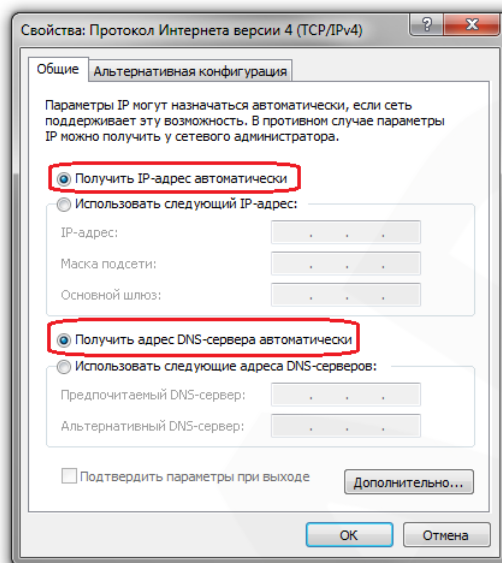 Свойства: Протокол Интернета версии 4 (TCP/IPv4)
Общие
Альтернативная конфигурация
Параметры IP могут назначаться автоматически, если сеть
поддерживает эту возможность. В противном случае параметры
IP можно получить у сетевого администратора.
Получить IP-адрес автоматически
Использовать следующий IP-адрес:
IP-адрес:
Маска подсети:
Основной шлюз:
Получить адрес DNS-сервера автоматически
Использовать следующие адреса DNS-серверов:
Предпочитаемый DNS-сервер:
Альтернативный DNS-сервер:
Подтвердить параметры при выходе
Дополнительно...
ОК
Отмена